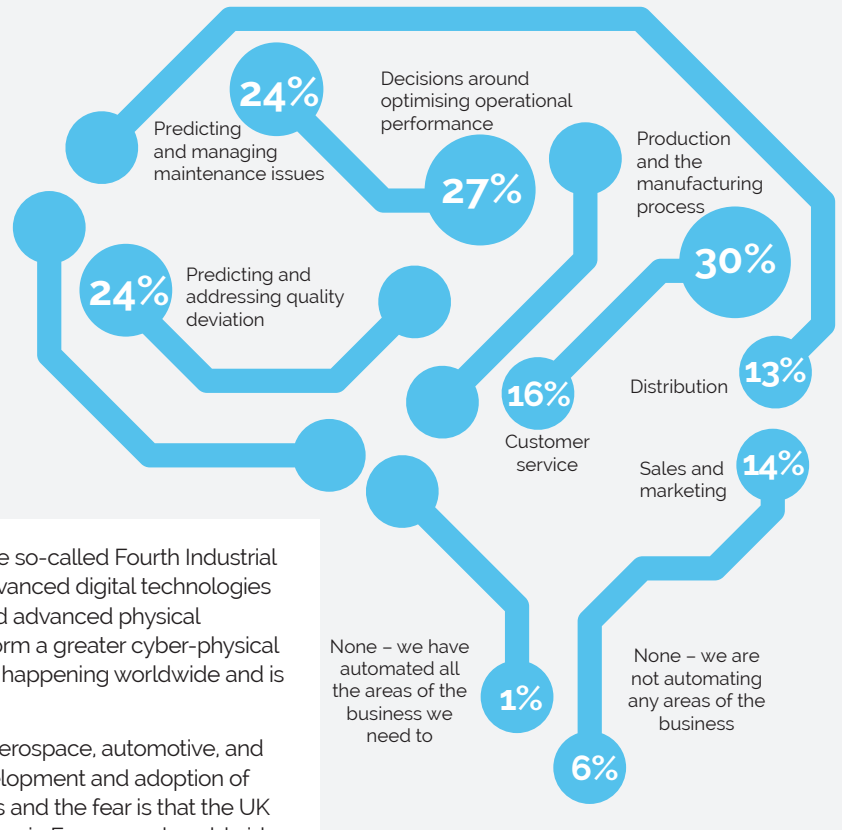 24%
Predicting
and managing
maintenance issues
Decisions around
optimising operational
performance
27%
Production
and the
manufacturing
process
30%
24%
Predicting and
addressing quality
deviation
16%
Customer
service
Distribution
13%
Sales and
marketing
14%
None – we have
automated all
the areas of the
business we
need to
1%
None – we are
not automating
any areas of the
business
6%
so-called Fourth Industrial
digital technologies
advanced physical
a greater cyber-physical
happening worldwide and is
aerospace, automotive, and
and adoption of
and the fear is that the UK